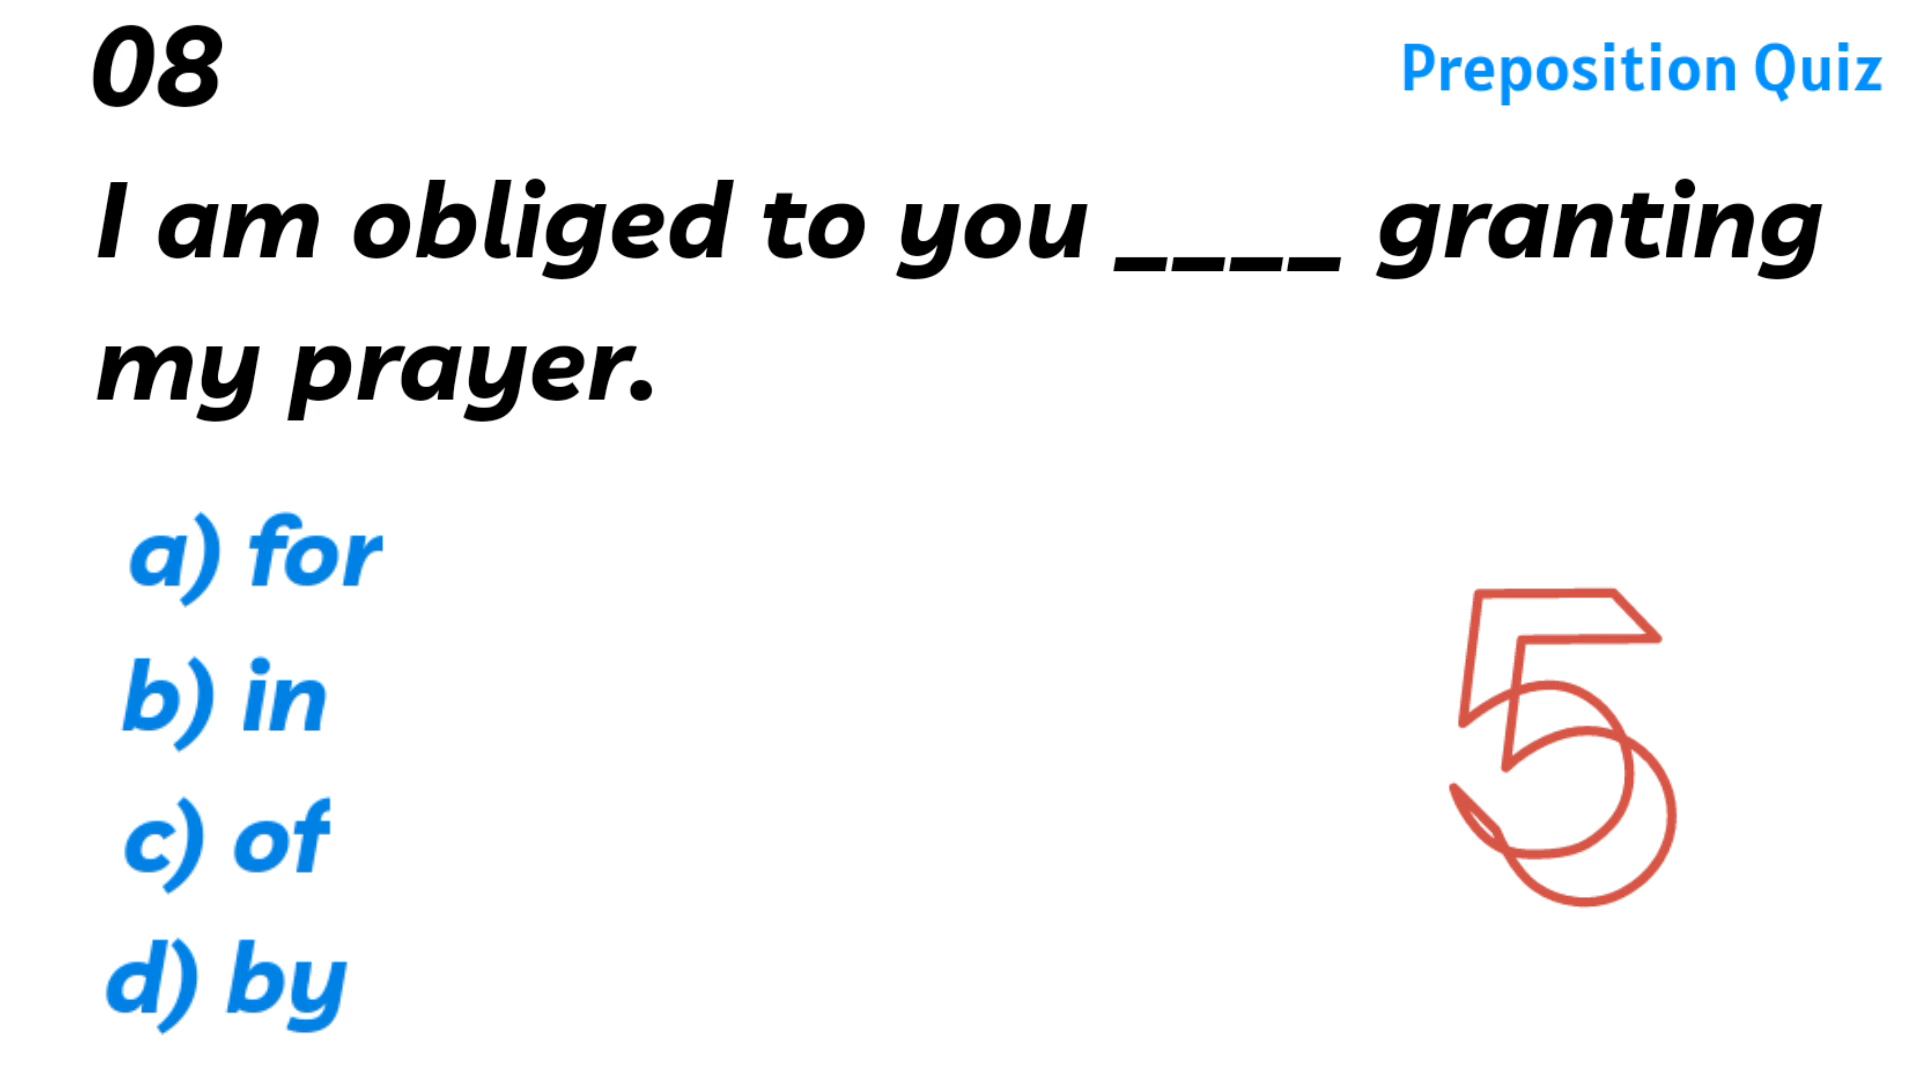 08
Preposition Quiz
I am obliged to you ____ granting
my prayer.
a) for
b) in
c) of
d) by
5